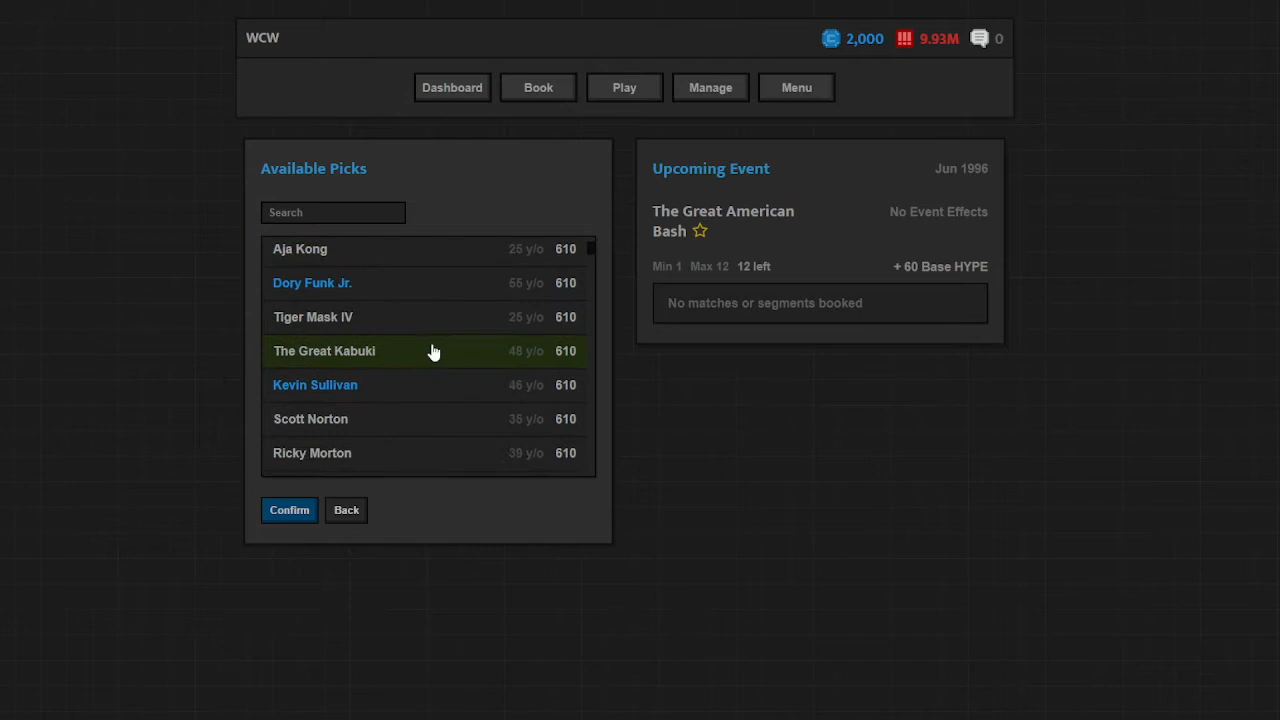 WCW
2,000
9.93M
0
Dashboard
Book
Play
Manage
Menu
Available Picks
Search
Aja Kong 25 y/o 610
Dory Funk Jr. 55 y/o 610
Tiger Mask IV 25 y/o 610
The Great Kabuki 48 y/o 610
Kevin Sullivan 46 y/o 610
Scott Norton 35 y/o 610
Ricky Morton 39 y/o 610
Confirm
Back
Upcoming Event Jun 1996
The Great American No Event Effects
Bash
Min 1 Max 12 12 left + 60 Base HYPE
No matches or segments booked